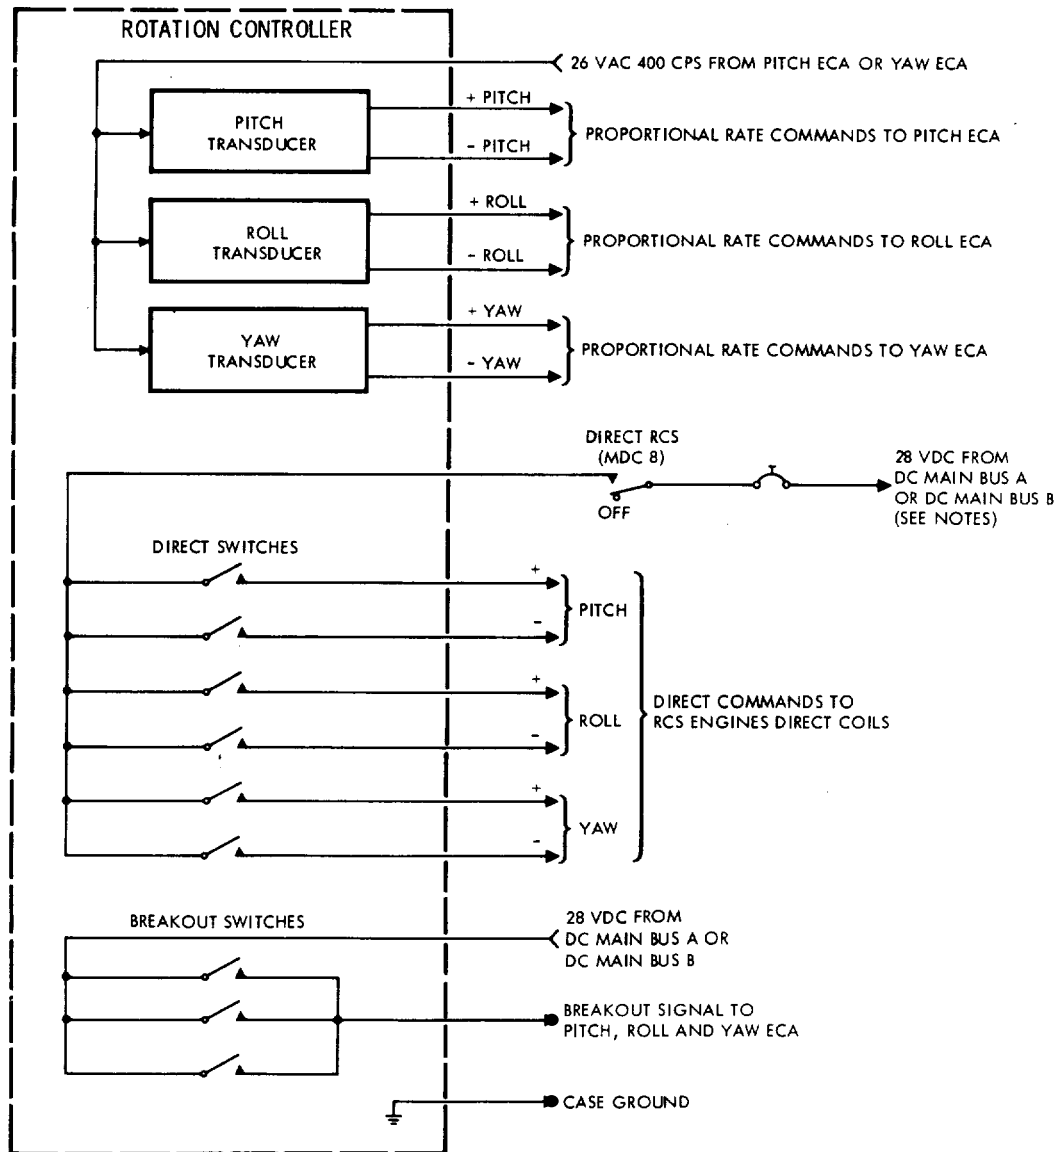 ROTATION CONTROLLER
26 VAC 400 CPS FROM PITCH ECA OR YAW ECA
PITCH
TRANSDUCER
+ PITCH
- PITCH
PROPORTIONAL RATE COMMANDS TO PITCH ECA
ROLL
TRANSDUCER
+ ROLL
- ROLL
PROPORTIONAL RATE COMMANDS TO ROLL ECA
YAW
TRANSDUCER
+ YAW
- YAW
PROPORTIONAL RATE COMMANDS TO YAW ECA
DIRECT RCS
(MDC 8)
OFF
28 VDC FROM
DC MAIN BUS A
OR DC MAIN BUS B
(SEE NOTES)
DIRECT SWITCHES
+
-
PITCH
+
-
ROLL
+
-
YAW
DIRECT COMMANDS TO
RCS ENGINES DIRECT COILS
BREAKOUT SWITCHES
28 VDC FROM
DC MAIN BUS A OR
DC MAIN BUS B
BREAKOUT SIGNAL TO
PITCH, ROLL AND YAW ECA
CASE GROUND